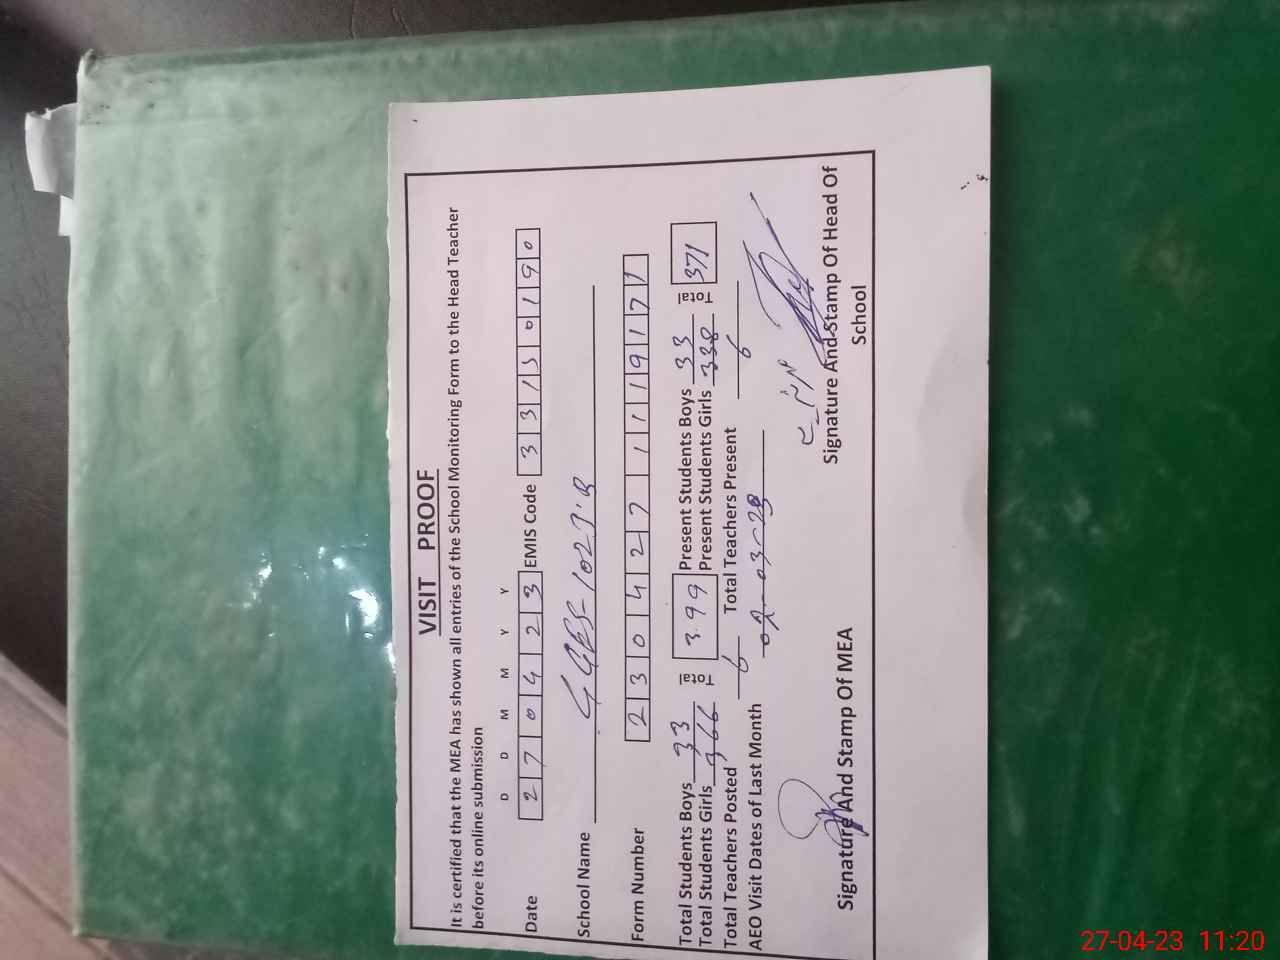 VISIT PROOF
It is certified that the MEA has shown all entries of the School Monitoring Form to the Head Teacher
before its online submission
D D M M Y Y
Date 2 7 0 4 2 3 EMIS Code 3 3 1 5 0 1 9 0
School Name GGES-102J.B
Form Number 2 3 0 4 2 7 1 1 1 9 1 7 1
Total Students Boys 33 Total 399 Present Students Boys 33 Total 371
Total Students Girls 366 Present Students Girls 338
Total Teachers Posted 6 Total Teachers Present 6
AEO Visit Dates of Last Month 02-03-23
Signature And Stamp Of MEA
Signature And Stamp Of Head Of
School
27-04-23 11:20